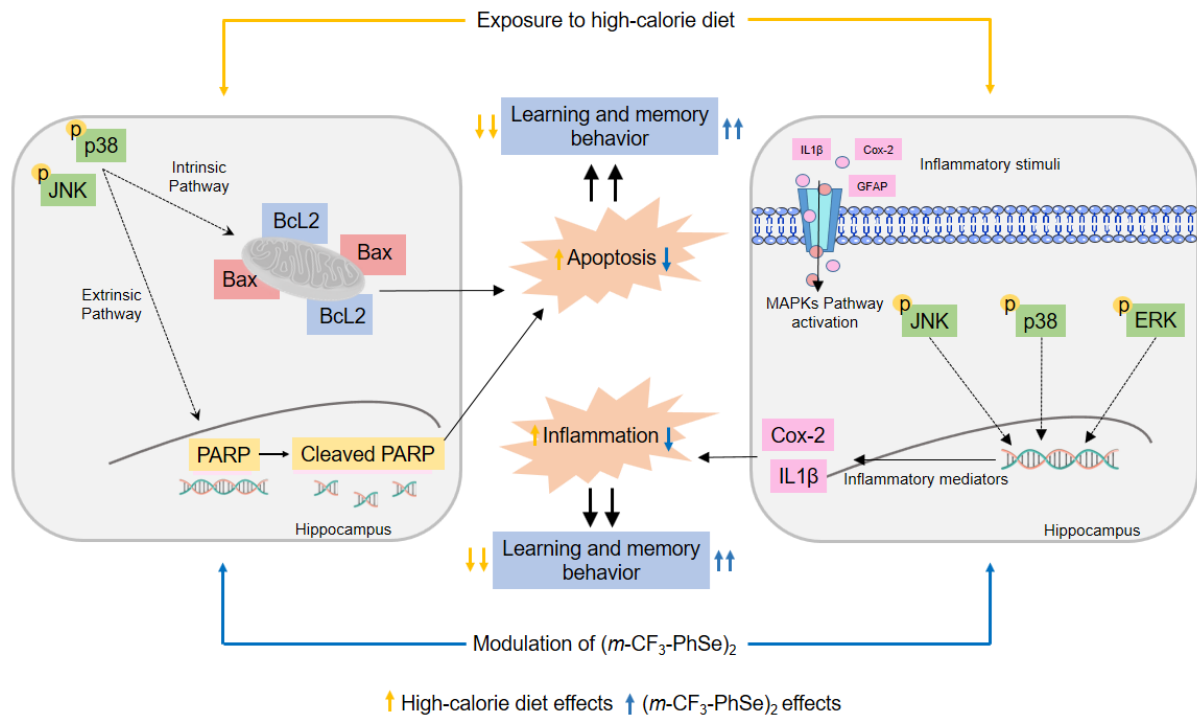 Exposure to high-calorie diet
p
p38
p
JNK
Intrinsic
Pathway
BcL2
Bax
Bax
BcL2
Extrinsic
Pathway
PARP
Cleaved PARP
Hippocampus
Learning and memory
behavior
Apoptosis
Inflammation
Learning and memory
behavior
IL1β
Cox-2
GFAP
Inflammatory stimuli
MAPKs Pathway
activation
p
JNK
p
p38
p
ERK
Cox-2
IL1β
Inflammatory mediators
Hippocampus
Modulation of (m-CF₃-PhSe)₂
High-calorie diet effects
(m-CF₃-PhSe)₂ effects